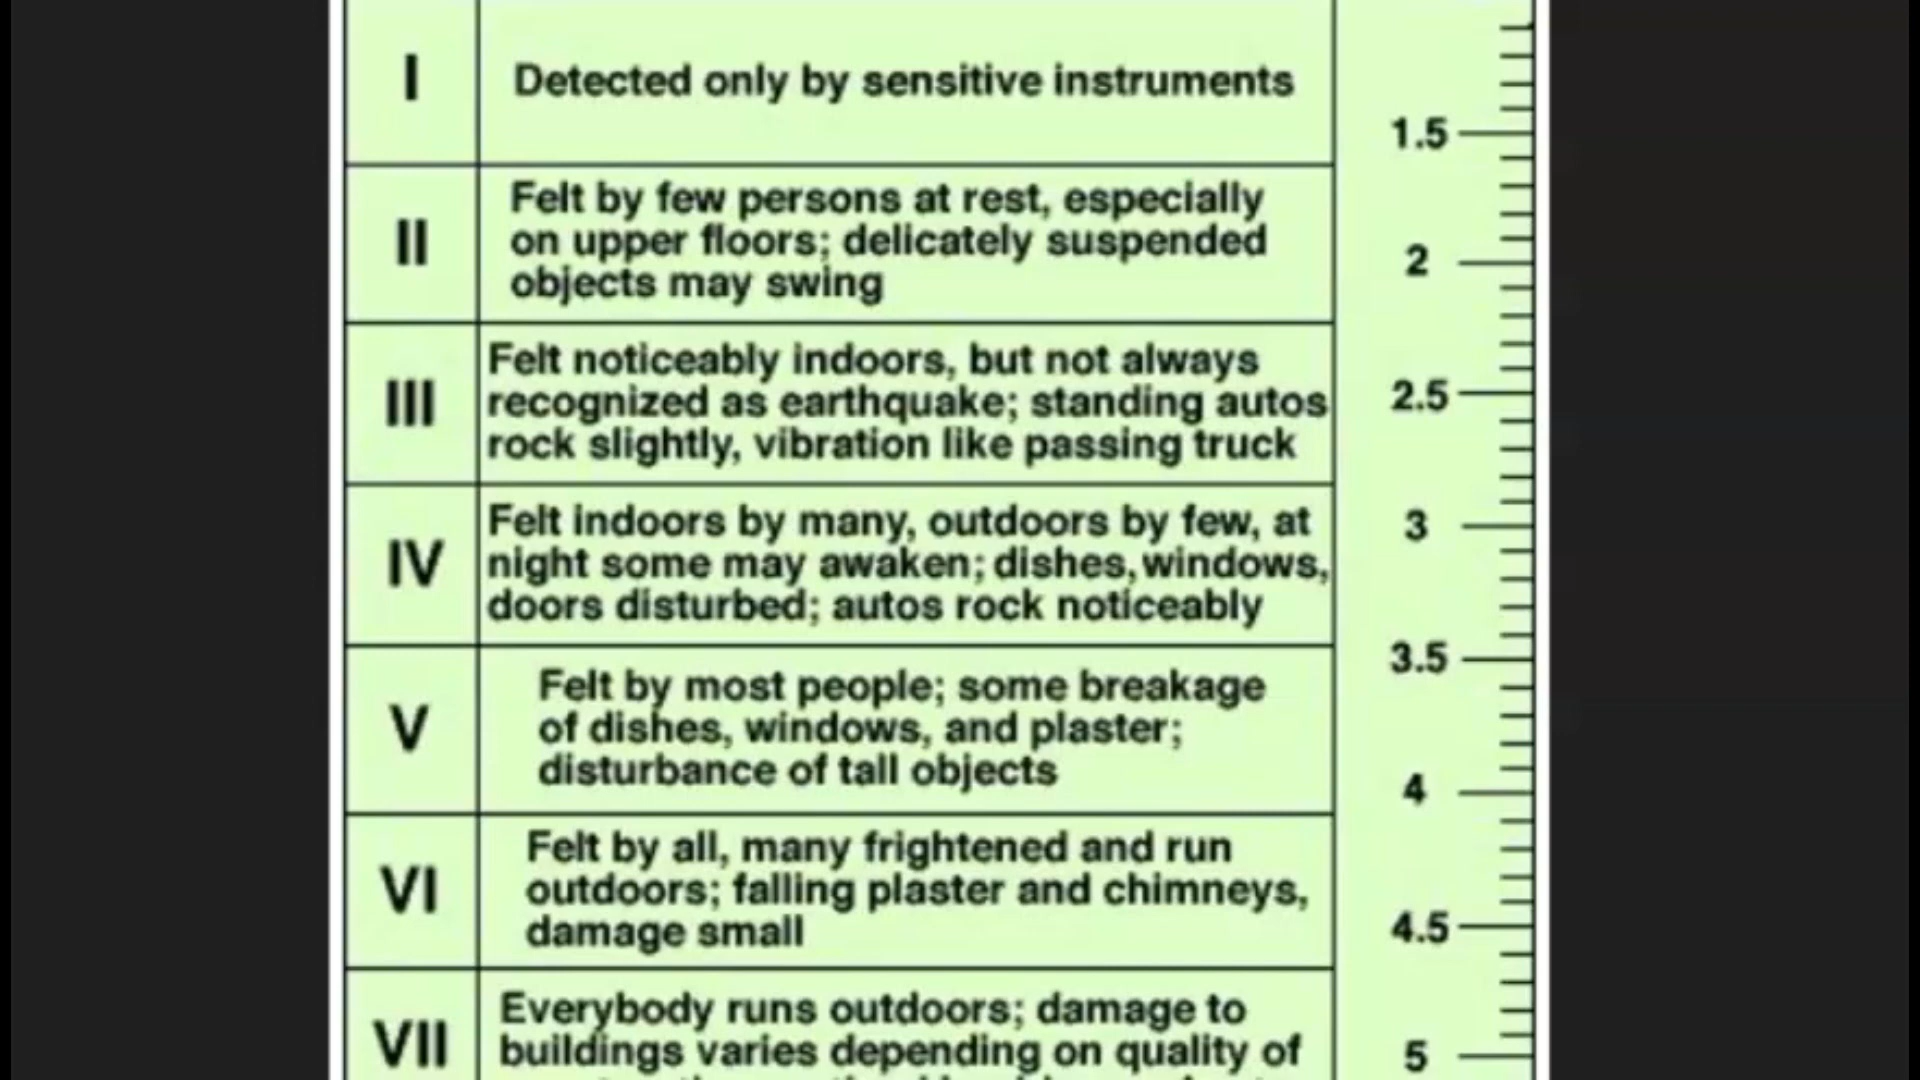 I
Detected only by sensitive instruments
1.5
II
Felt by few persons at rest, especially
on upper floors; delicately suspended
objects may swing
2
III
Felt noticeably indoors, but not always
recognized as earthquake; standing autos
rock slightly, vibration like passing truck
2.5
IV
Felt indoors by many, outdoors by few, at
night some may awaken; dishes, windows,
doors disturbed; autos rock noticeably
3
3.5
V
Felt by most people; some breakage
of dishes, windows, and plaster;
disturbance of tall objects
4
VI
Felt by all, many frightened and run
outdoors; falling plaster and chimneys,
damage small
4.5
VII
Everybody runs outdoors; damage to
buildings varies depending on quality of
5